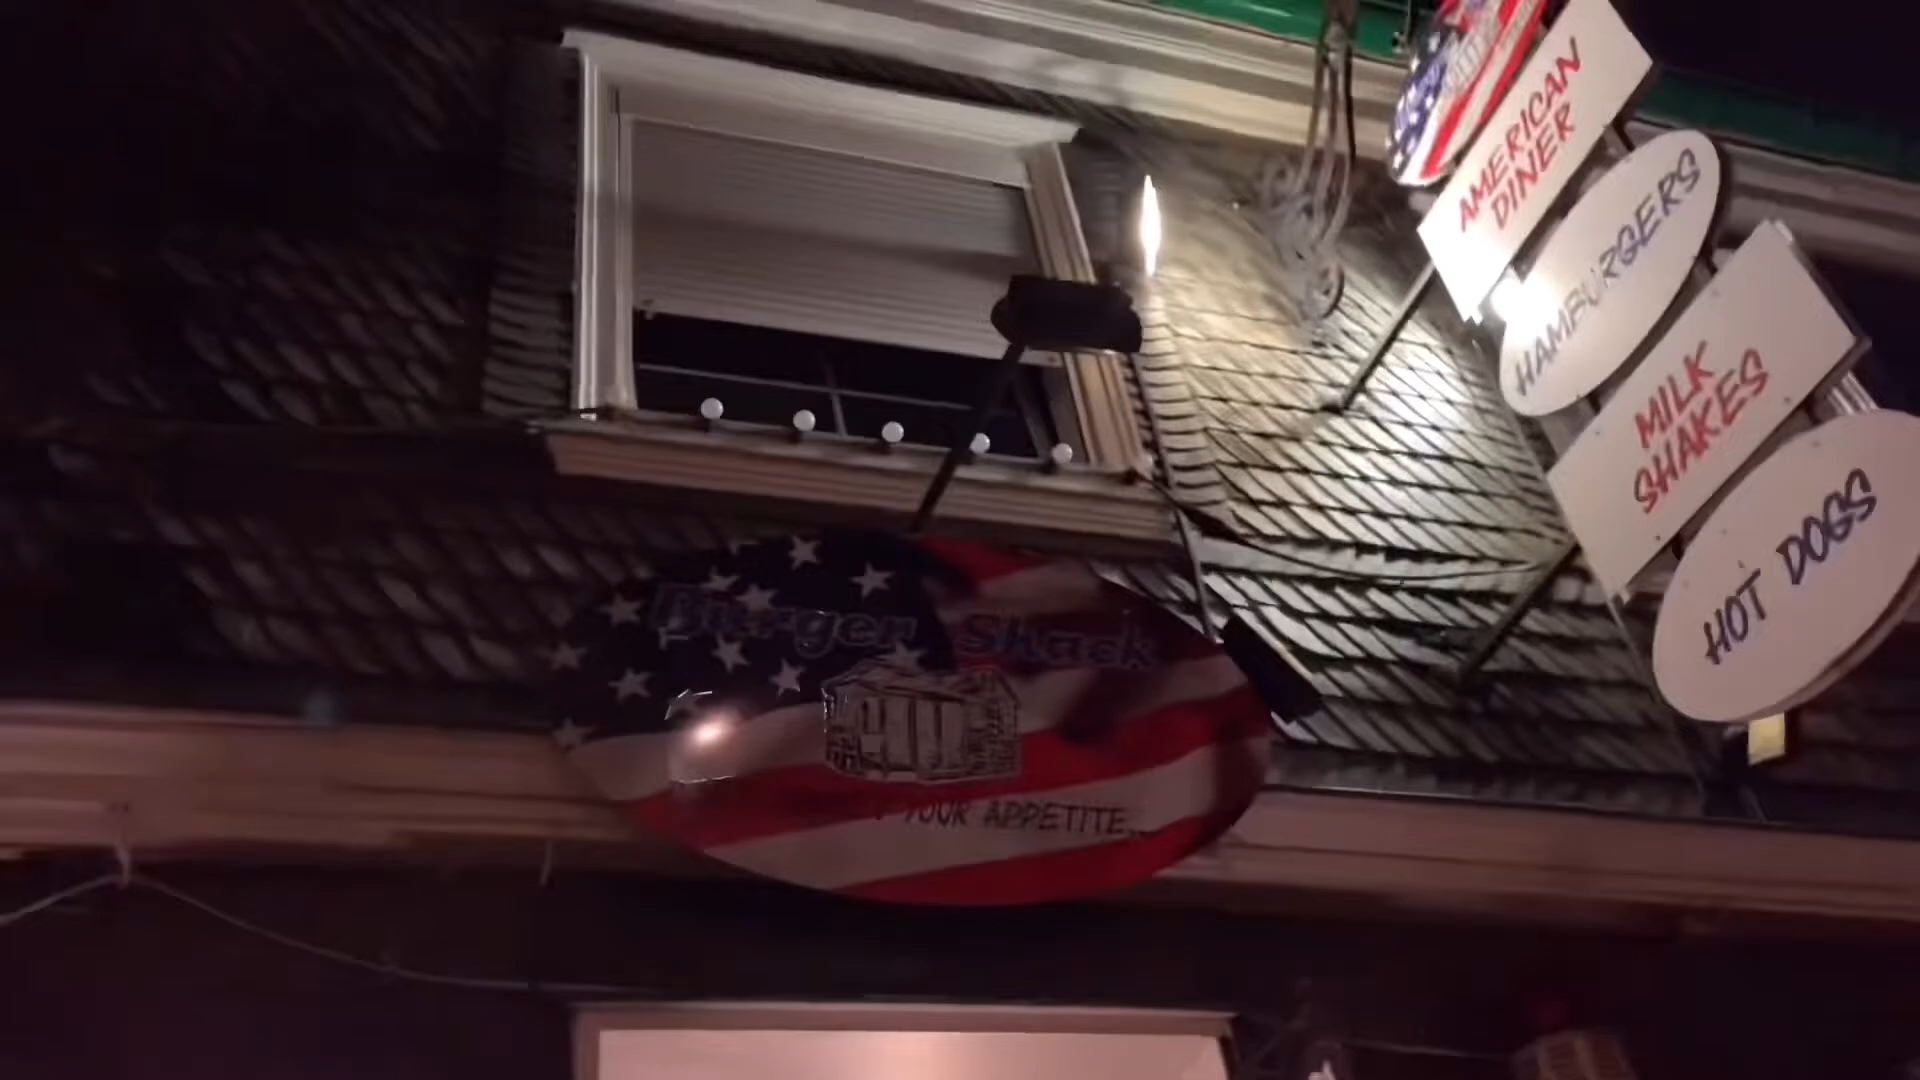 AMERICAN
DINER
HAMBURGERS
MILK
SHAKES
HOT DOGS
Burger Shack
YOUR APPETITE...